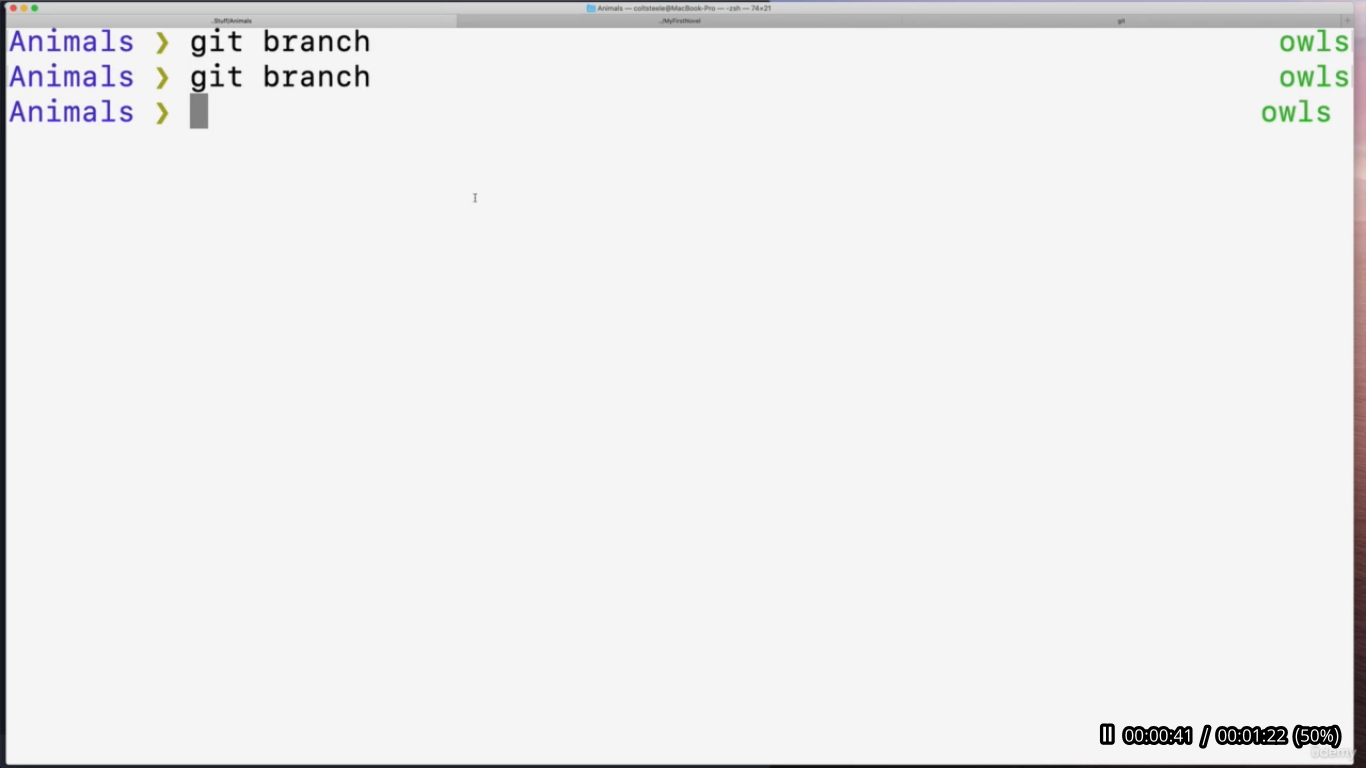 Animals — coltsteele@MacBook-Pro — -zsh — 74×21
..Stuff/Animals ../MyFirstNovel git +
Animals ❯ git branch owls
Animals ❯ git branch owls
Animals ❯ owls
00:00:41 / 00:01:22 (50%)
udemy